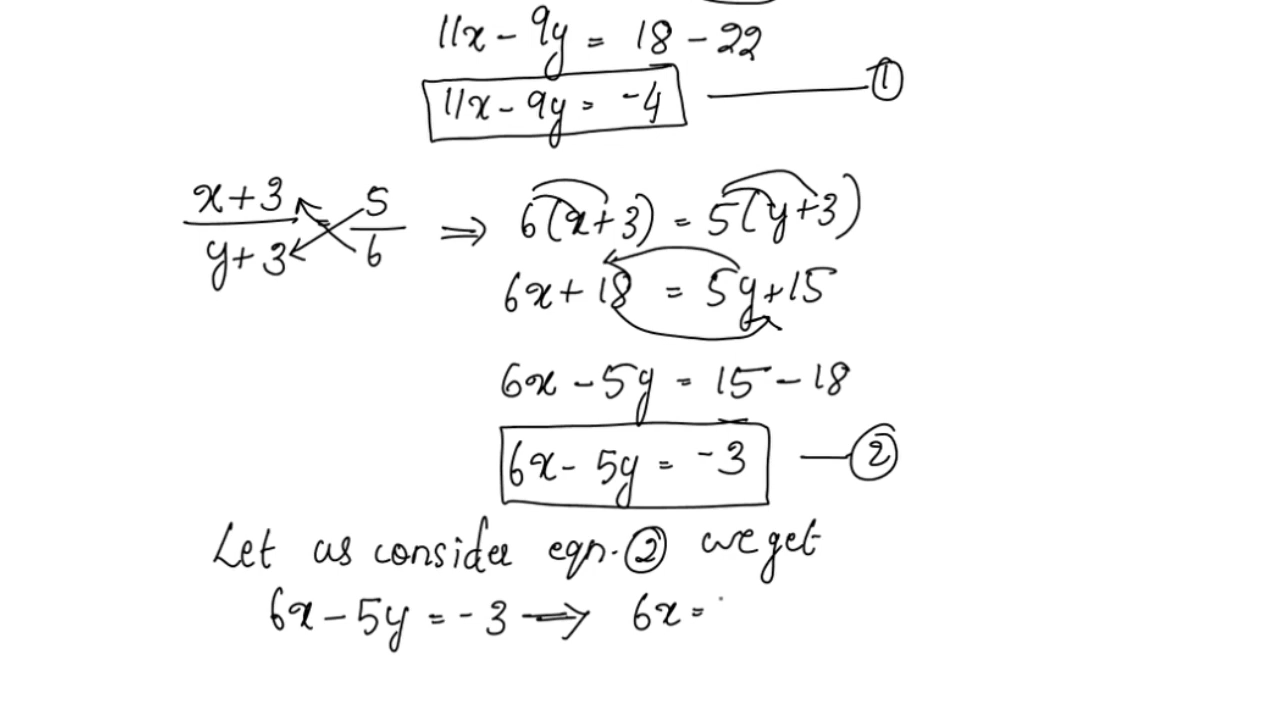 11x - 9y = 18 - 22
11x - 9y = -4 ——— ①
x+3/y+3 = 5/6 ⇒ 6(x+3) = 5(y+3)
6x + 18 = 5y + 15
6x - 5y = 15 - 18
6x - 5y = -3 — ②
Let us consider eqn. ② we get
6x - 5y = -3 ⇒ 6x =